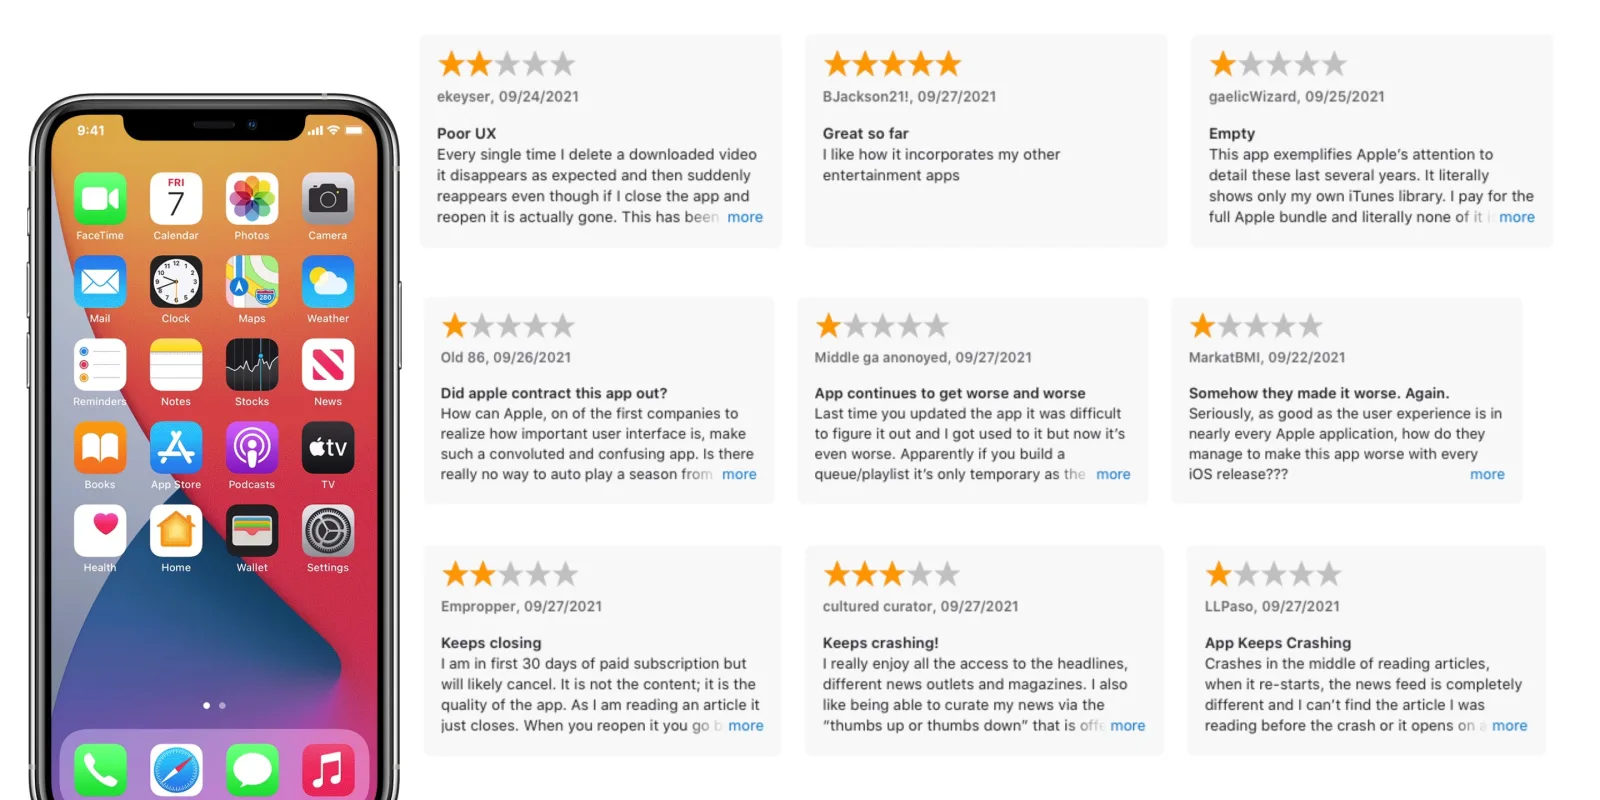 9:41
FRI
7
FaceTime
Calendar
Photos
Camera
12
280
Mail
Clock
Maps
Weather
Reminders
Notes
Stocks
News
tv
Books
App Store
Podcasts
TV
Health
Home
Wallet
Settings
ekeyser, 09/24/2021
Poor UX
Every single time I delete a downloaded video
it disappears as expected and then suddenly
reappears even though if I close the app and
reopen it is actually gone. This has been more
BJackson21!, 09/27/2021
Great so far
I like how it incorporates my other
entertainment apps
gaelicWizard, 09/25/2021
Empty
This app exemplifies Apple's attention to
detail these last several years. It literally
shows only my own iTunes library. I pay for the
full Apple bundle and literally none of it more
Old 86, 09/26/2021
Did apple contract this app out?
How can Apple, on of the first companies to
realize how important user interface is, make
such a convoluted and confusing app. Is there
really no way to auto play a season from more
Middle ga anonoyed, 09/27/2021
App continues to get worse and worse
Last time you updated the app it was difficult
to figure it out and I got used to it but now it's
even worse. Apparently if you build a
queue/playlist it's only temporary as the more
MarkatBMI, 09/22/2021
Somehow they made it worse. Again.
Seriously, as good as the user experience is in
nearly every Apple application, how do they
manage to make this app worse with every
iOS release??? more
Empropper, 09/27/2021
Keeps closing
I am in first 30 days of paid subscription but
will likely cancel. It is not the content; it is the
quality of the app. As I am reading an article it
just closes. When you reopen it you go more
cultured curator, 09/27/2021
Keeps crashing!
I really enjoy all the access to the headlines,
different news outlets and magazines. I also
like being able to curate my news via the
“thumbs up or thumbs down” that is offe more
LLPaso, 09/27/2021
App Keeps Crashing
Crashes in the middle of reading articles,
when it re-starts, the news feed is completely
different and I can't find the article I was
reading before the crash or it opens on a more